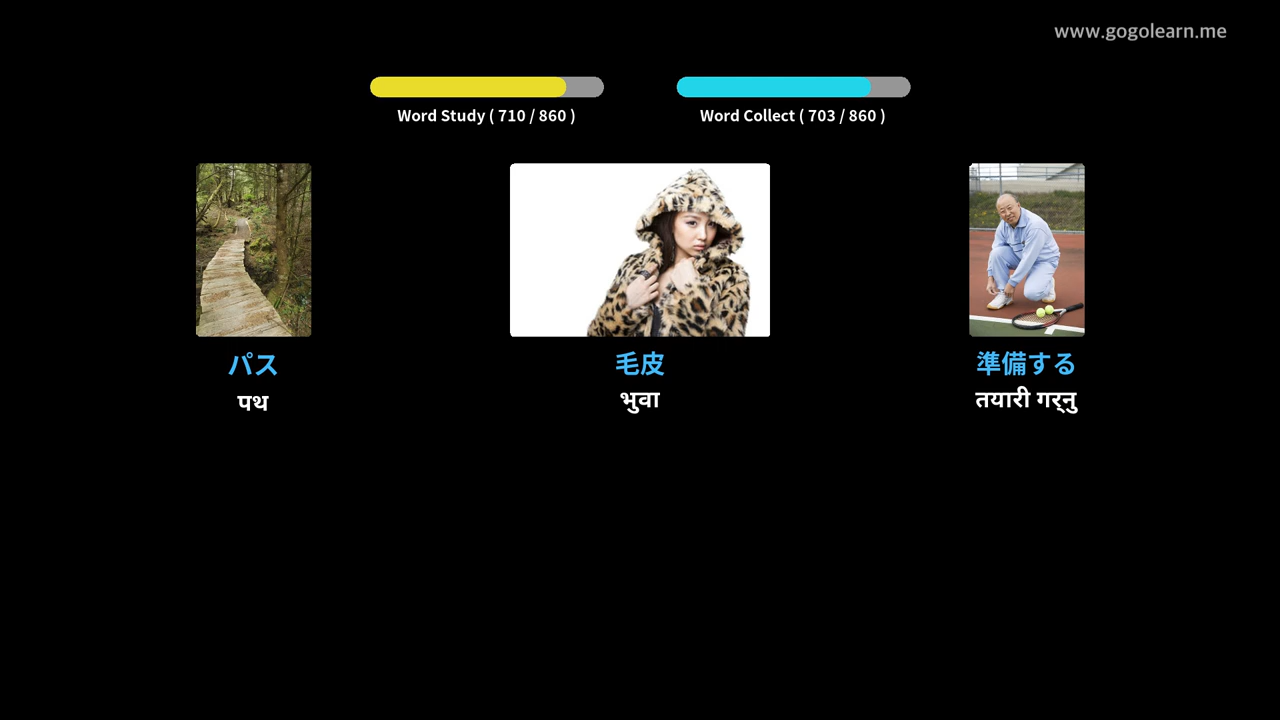 www.gogolearn.me
Word Study ( 710 / 860 )
Word Collect ( 703 / 860 )
パス
毛皮
準備する
पथ
भुवा
तयारी गर्नु